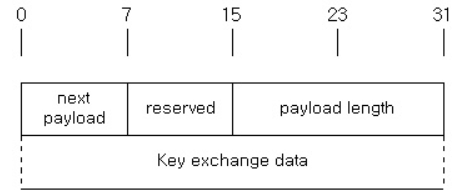 0 7 15 23 31
next payload reserved payload length
Key exchange data